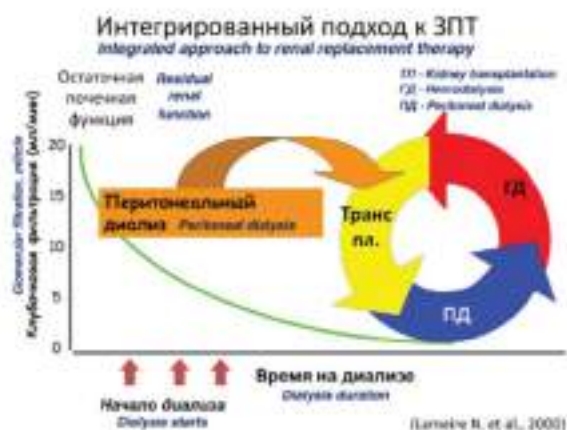 Интегрированный подход к ЗПТ
Integrated approach to renal replacement therapy
Остаточная почечная функция
Residual renal function
ТП - Kidney transplantation
ГД - Hemodialysis
ПД - Peritoneal dialysis
Клубочковая фильтрация (мл/мин)
20
15
10
5
0
Перитонеальный
диализ Peritoneal dialysis
Транс
пл.
ГД
ПД
Время на диализе
Dialysis duration
Начало диализа
Dialysis starts
(Lameire N. et al., 2000)